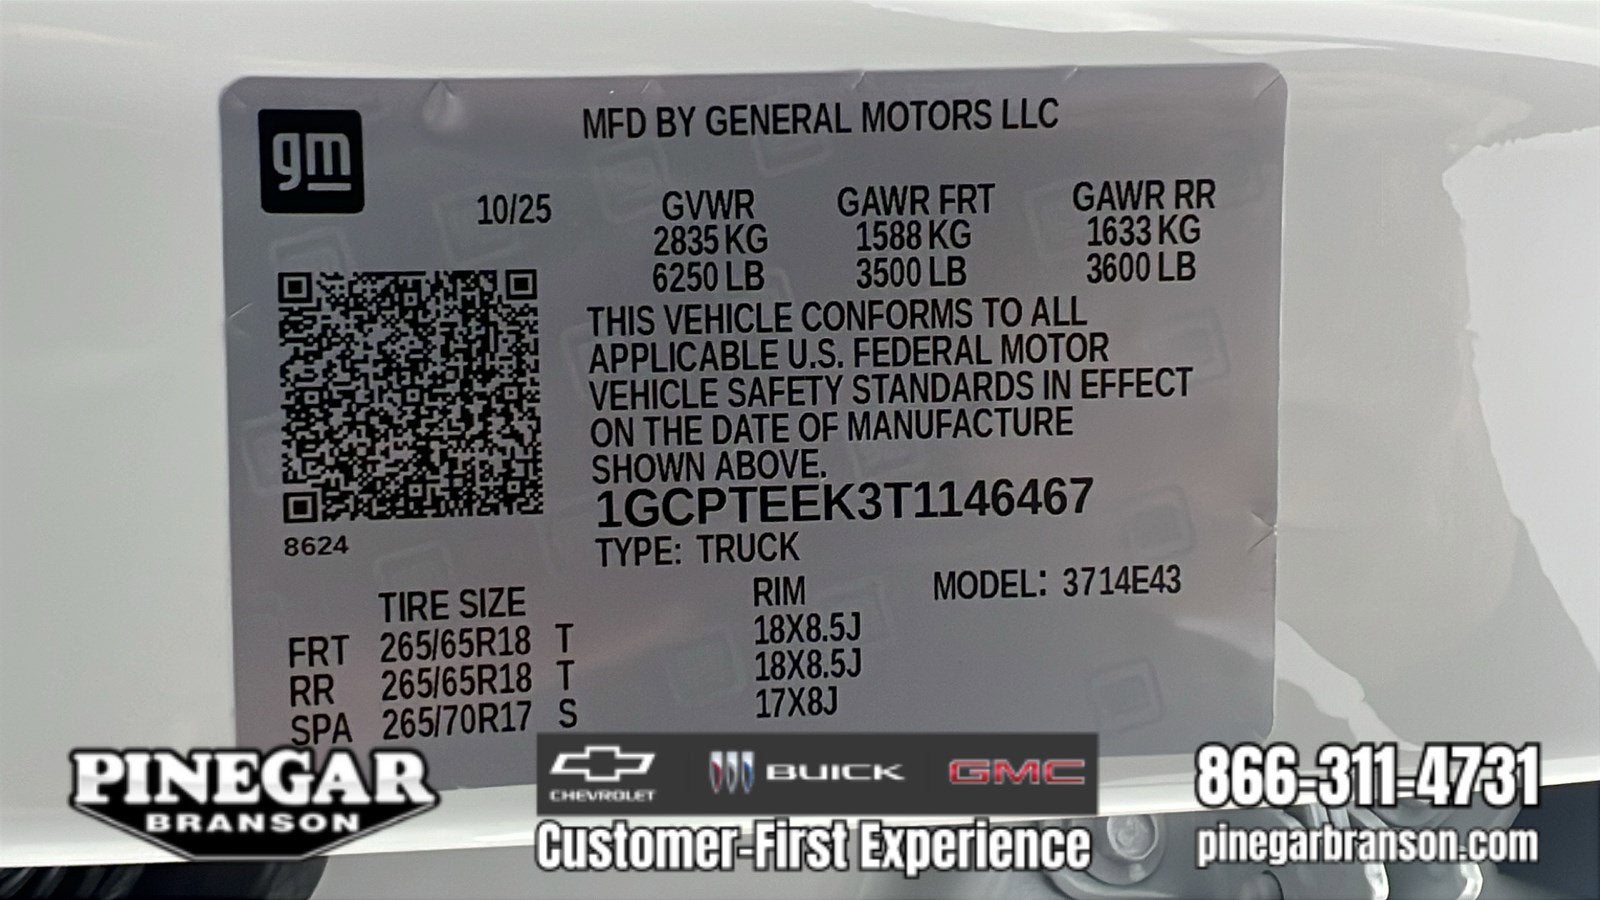 gm
MFD BY GENERAL MOTORS LLC
10/25 GVWR GAWR FRT GAWR RR
2835 KG 1588 KG 1633 KG
6250 LB 3500 LB 3600 LB
THIS VEHICLE CONFORMS TO ALL
APPLICABLE U.S. FEDERAL MOTOR
VEHICLE SAFETY STANDARDS IN EFFECT
ON THE DATE OF MANUFACTURE
SHOWN ABOVE.
1GCPTEEK3T1146467
8624
TYPE: TRUCK
TIRE SIZE RIM MODEL: 3714E43
FRT 265/65R18 T 18X8.5J
RR 265/65R18 T 18X8.5J
SPA 265/70R17 S 17X8J
PINEGAR
BRANSON
CHEVROLET
BUICK
GMC
Customer-First Experience
866-311-4731
pinegarbranson.com